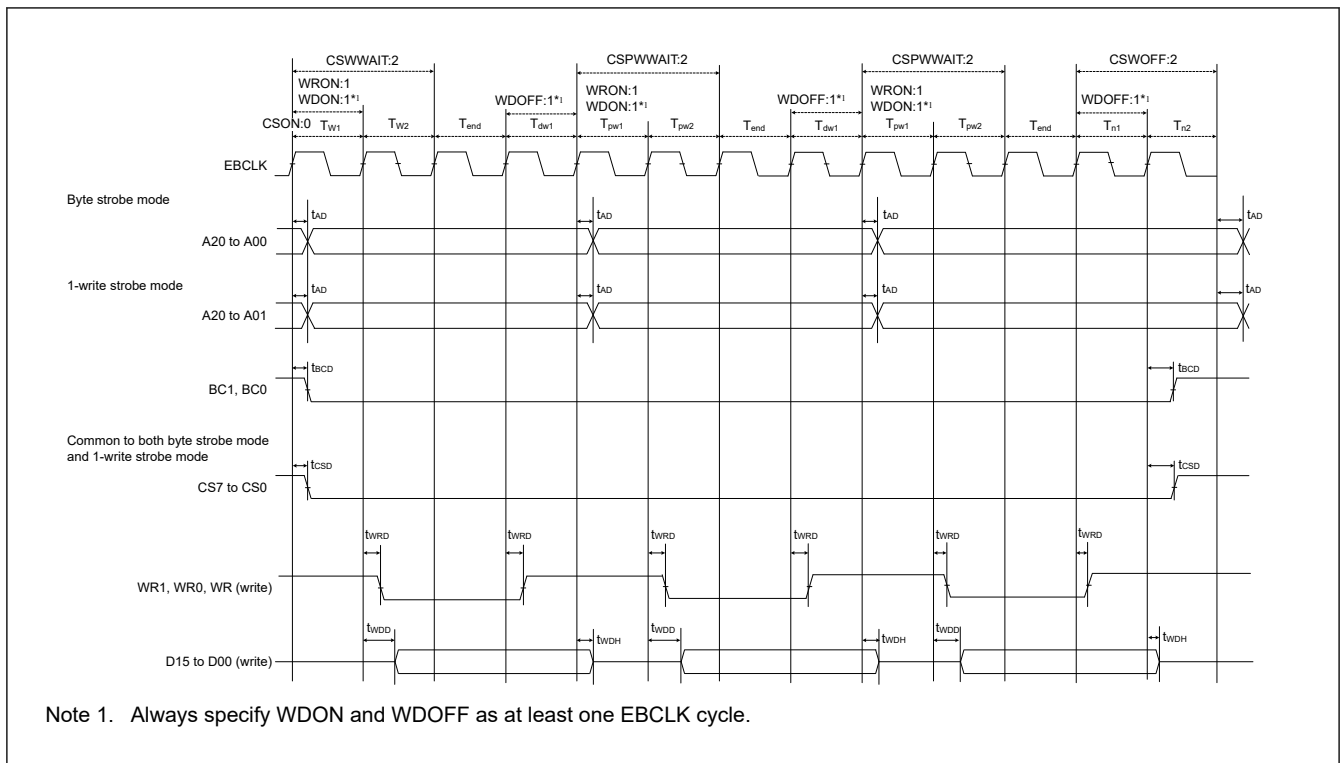 CSWWAIT:2 CSPWWAIT:2 CSPWWAIT:2 CSWOFF:2
WRON:1 WRON:1 WRON:1
WDON:1*1 WDOFF:1*1 WDON:1*1 WDOFF:1*1 WDON:1*1 WDOFF:1*1
CSON:0 TW1 TW2 Tend Tdw1 Tpw1 Tpw2 Tend Tdw1 Tpw1 Tpw2 Tend Tn1 Tn2
EBCLK
Byte strobe mode
tAD tAD tAD tAD
A20 to A00
1-write strobe mode
tAD tAD tAD tAD
A20 to A01
tBCD tBCD
BC1, BC0
Common to both byte strobe mode
and 1-write strobe mode
tCSD tCSD
CS7 to CS0
tWRD tWRD tWRD tWRD tWRD tWRD
WR1, WR0, WR (write)
tWDD tWDH tWDD tWDH tWDD tWDH
D15 to D00 (write)
Note 1. Always specify WDON and WDOFF as at least one EBCLK cycle.